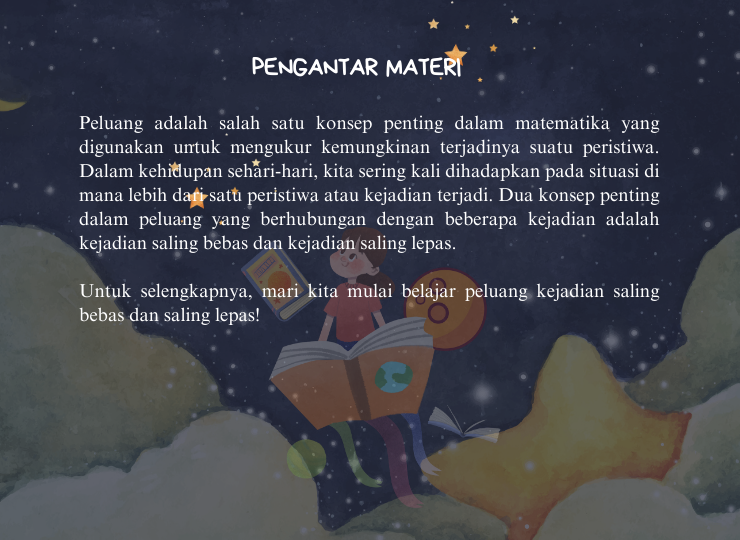 PENGANTAR MATERI
Peluang adalah salah satu konsep penting dalam matematika yang
digunakan untuk mengukur kemungkinan terjadinya suatu peristiwa.
Dalam kehidupan sehari-hari, kita sering kali dihadapkan pada situasi di
mana lebih dari satu peristiwa atau kejadian terjadi. Dua konsep penting
dalam peluang yang berhubungan dengan beberapa kejadian adalah
kejadian saling bebas dan kejadian saling lepas.
Untuk selengkapnya, mari kita mulai belajar peluang kejadian saling
bebas dan saling lepas!